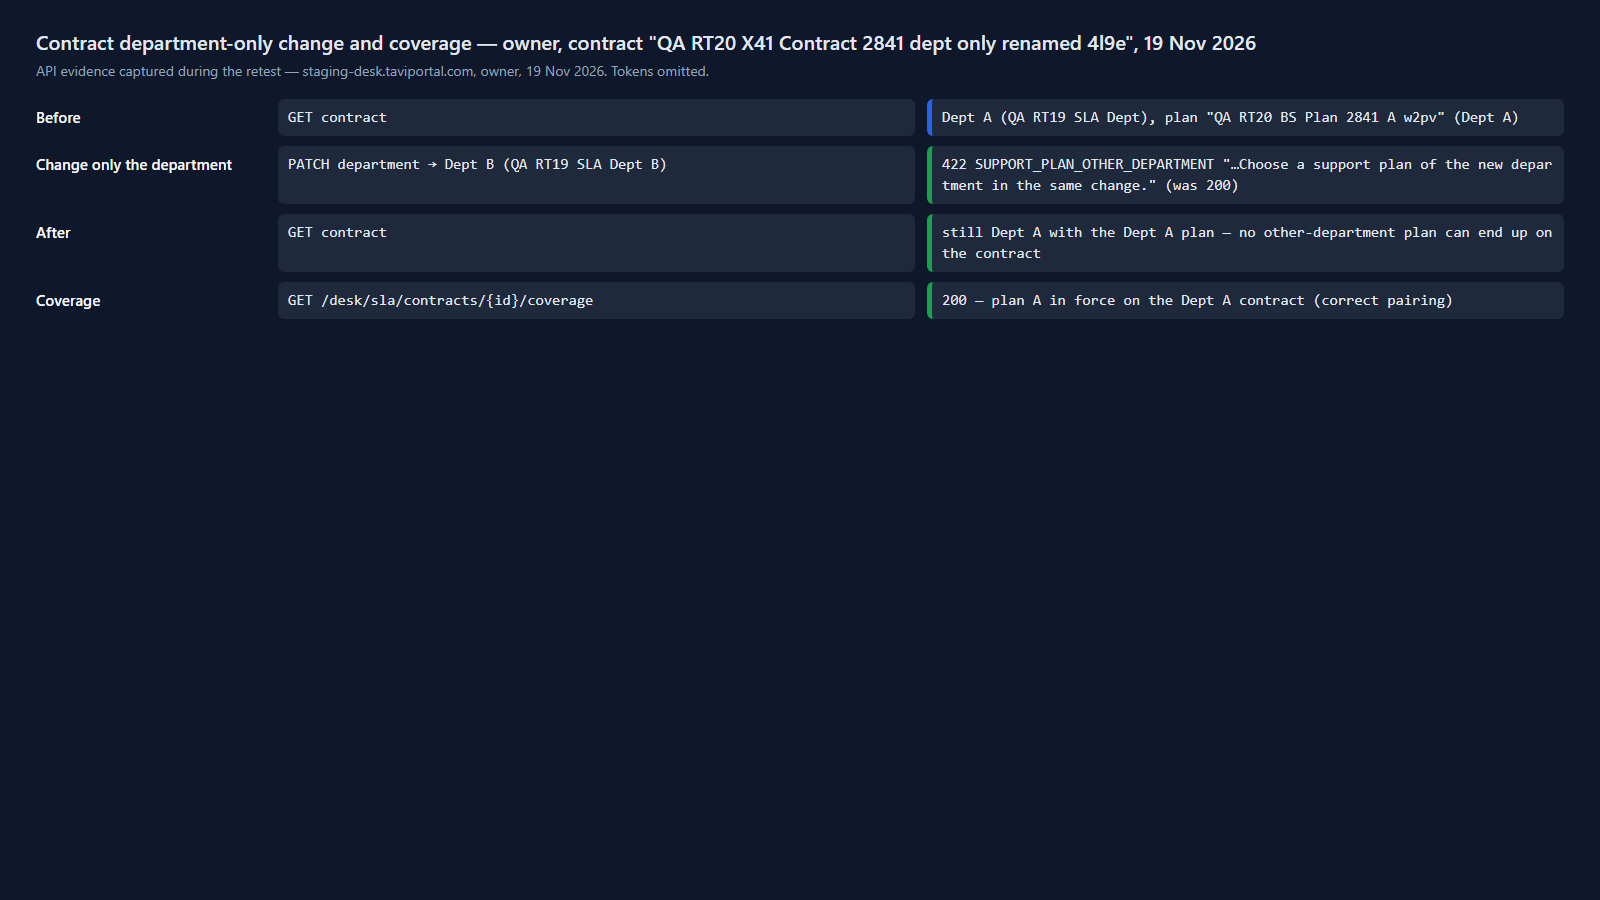 Contract department-only change and coverage — owner, contract "QA RT20 X41 Contract 2841 dept only renamed 4l9e", 19 Nov 2026
API evidence captured during the retest — staging-desk.taviportal.com, owner, 19 Nov 2026. Tokens omitted.
Before
GET contract
Dept A (QA RT19 SLA Dept), plan "QA RT20 BS Plan 2841 A w2pv" (Dept A)
Change only the department
PATCH department → Dept B (QA RT19 SLA Dept B)
422 SUPPORT_PLAN_OTHER_DEPARTMENT "…Choose a support plan of the new depar
tment in the same change." (was 200)
After
GET contract
still Dept A with the Dept A plan — no other-department plan can end up on
the contract
Coverage
GET /desk/sla/contracts/{id}/coverage
200 — plan A in force on the Dept A contract (correct pairing)